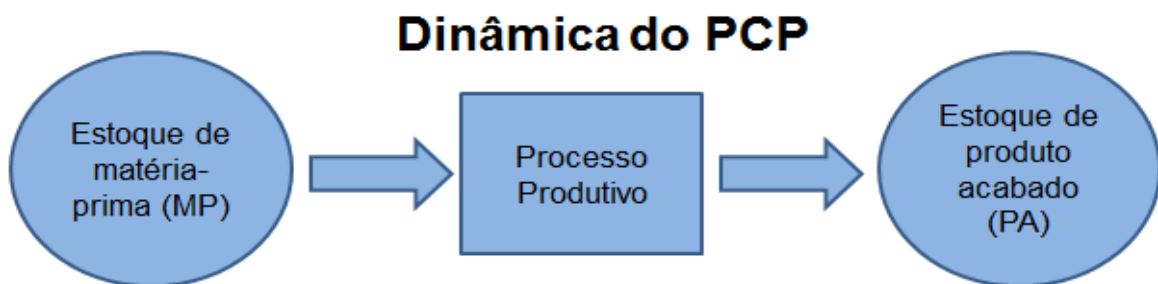 Dinâmica do PCP
Estoque de
matéria-
prima (MP)
Processo
Produtivo
Estoque de
produto
acabado
(PA)